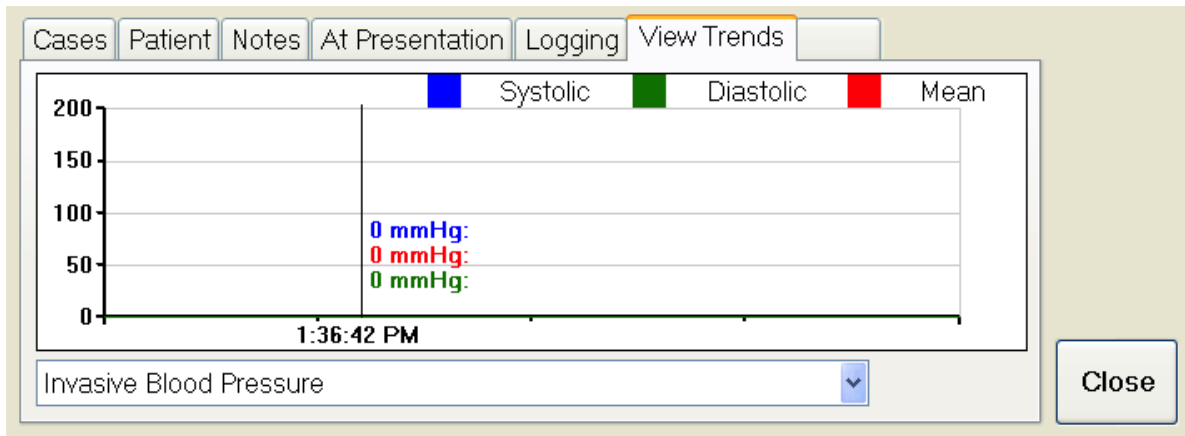 Cases Patient Notes At Presentation Logging View Trends
Systolic Diastolic Mean
200
150
100
0 mmHg:
0 mmHg:
50
0 mmHg:
0
1:36:42 PM
Invasive Blood Pressure
Close